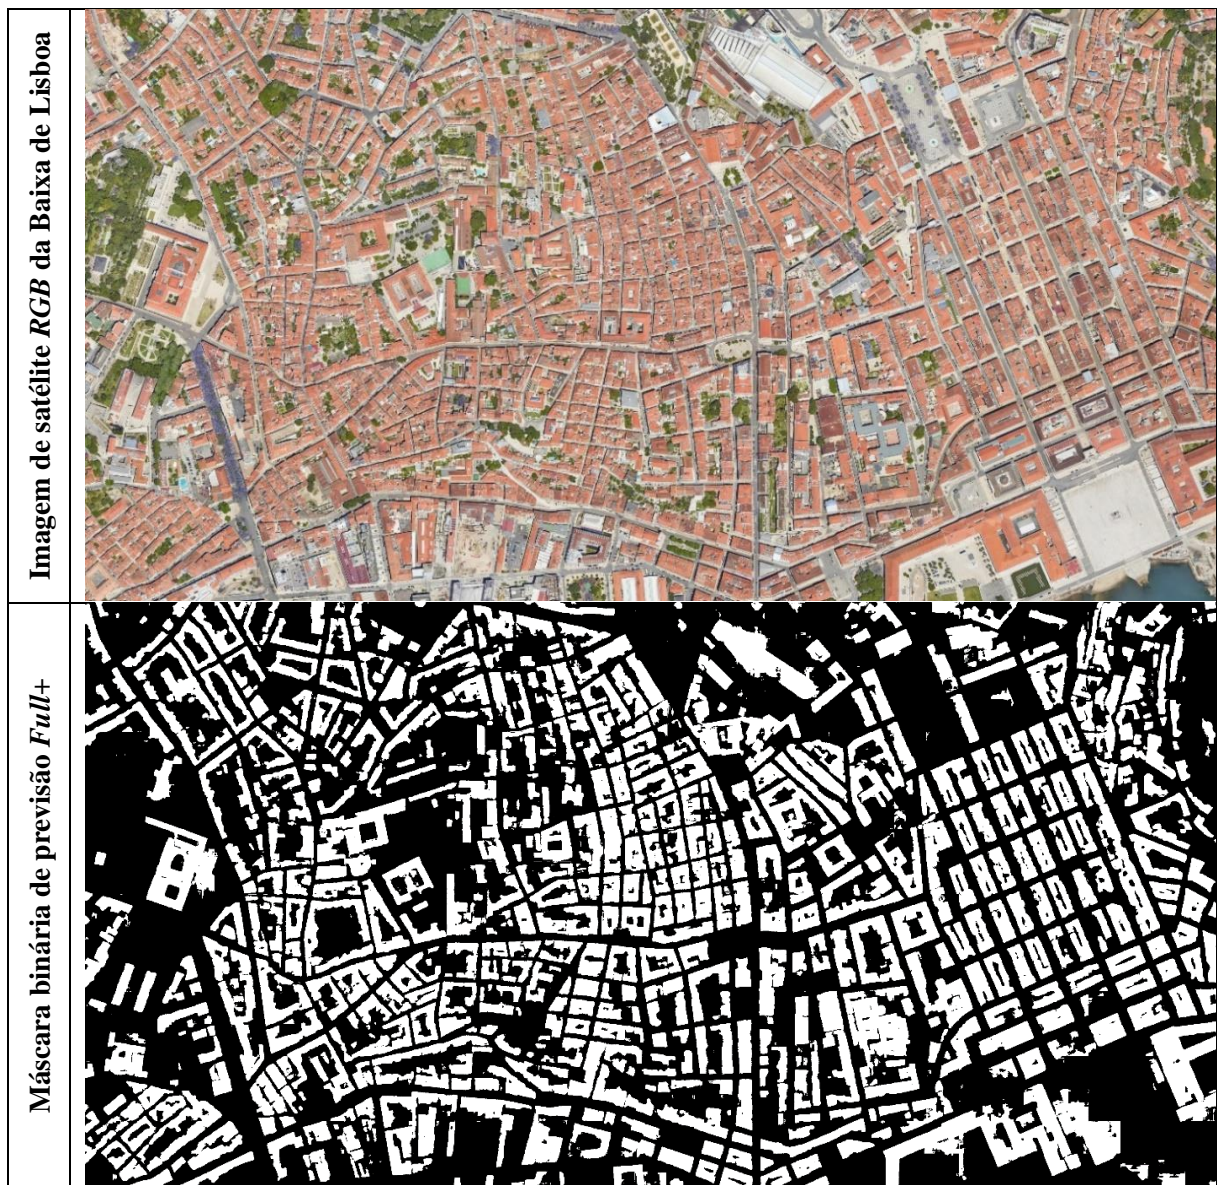 Imagem de satélite RGB da Baixa de Lisboa
Máscara binária de previsão Full+